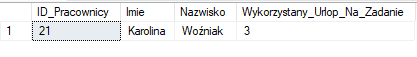 ID_Pracownicy Imie Nazwisko Wykorzystany_Urlop_Na_Zadanie
1 21 Karolina Woźniak 3